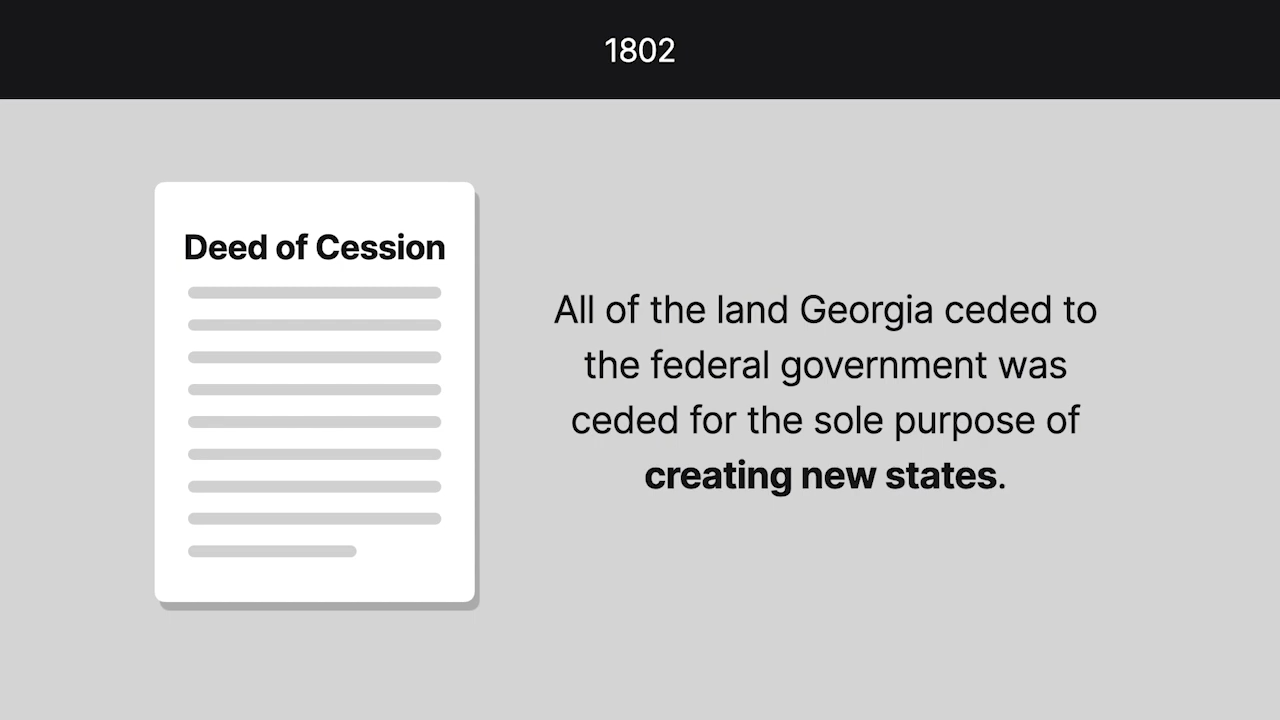 1802
Deed of Cession
All of the land Georgia ceded to
the federal government was
ceded for the sole purpose of
creating new states.